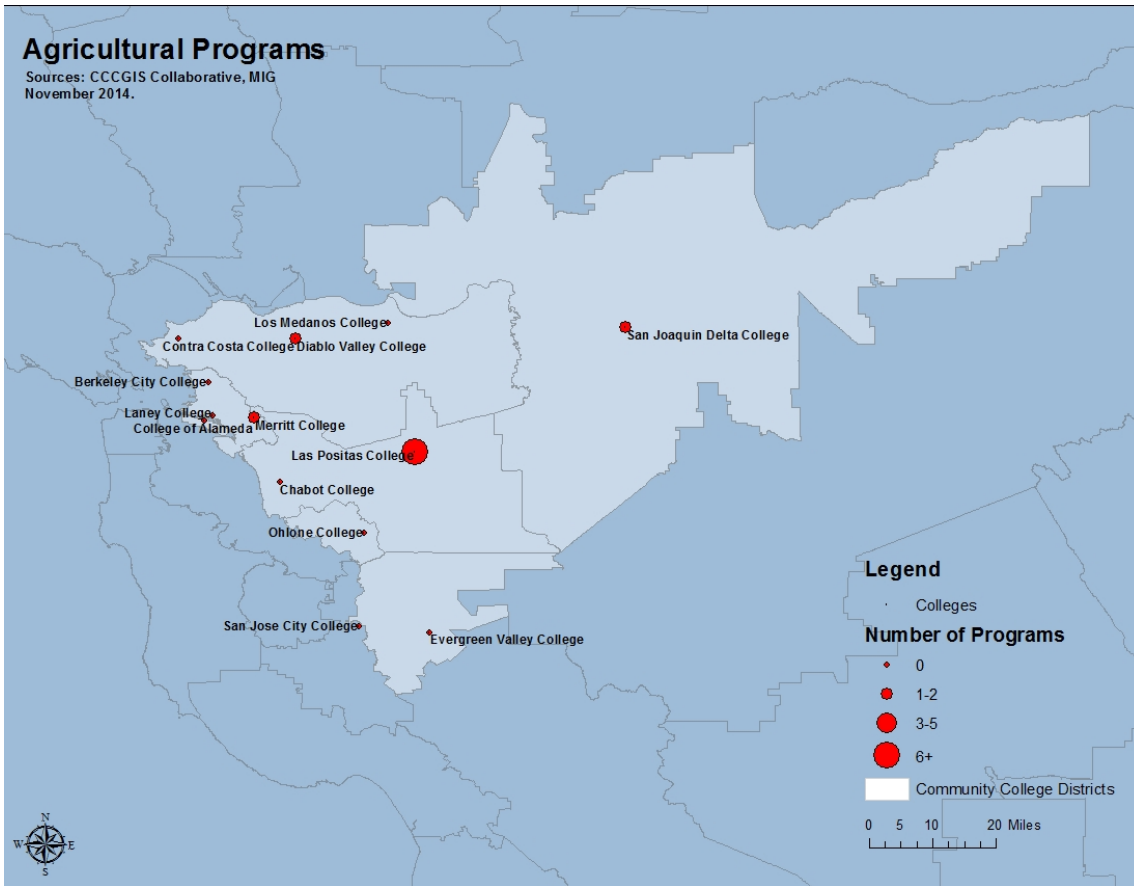 Agricultural Programs
Sources: CCCGIS Collaborative, MIG
November 2014.
Los Medanos College
San Joaquin Delta College
Contra Costa College
Diablo Valley College
Berkeley City College
Laney College
College of Alameda
Merritt College
Las Positas College
Chabot College
Ohlone College
San Jose City College
Evergreen Valley College
Legend
Colleges
Number of Programs
0
1-2
3-5
6+
Community College Districts
0 5 10 20 Miles
N
W E
S